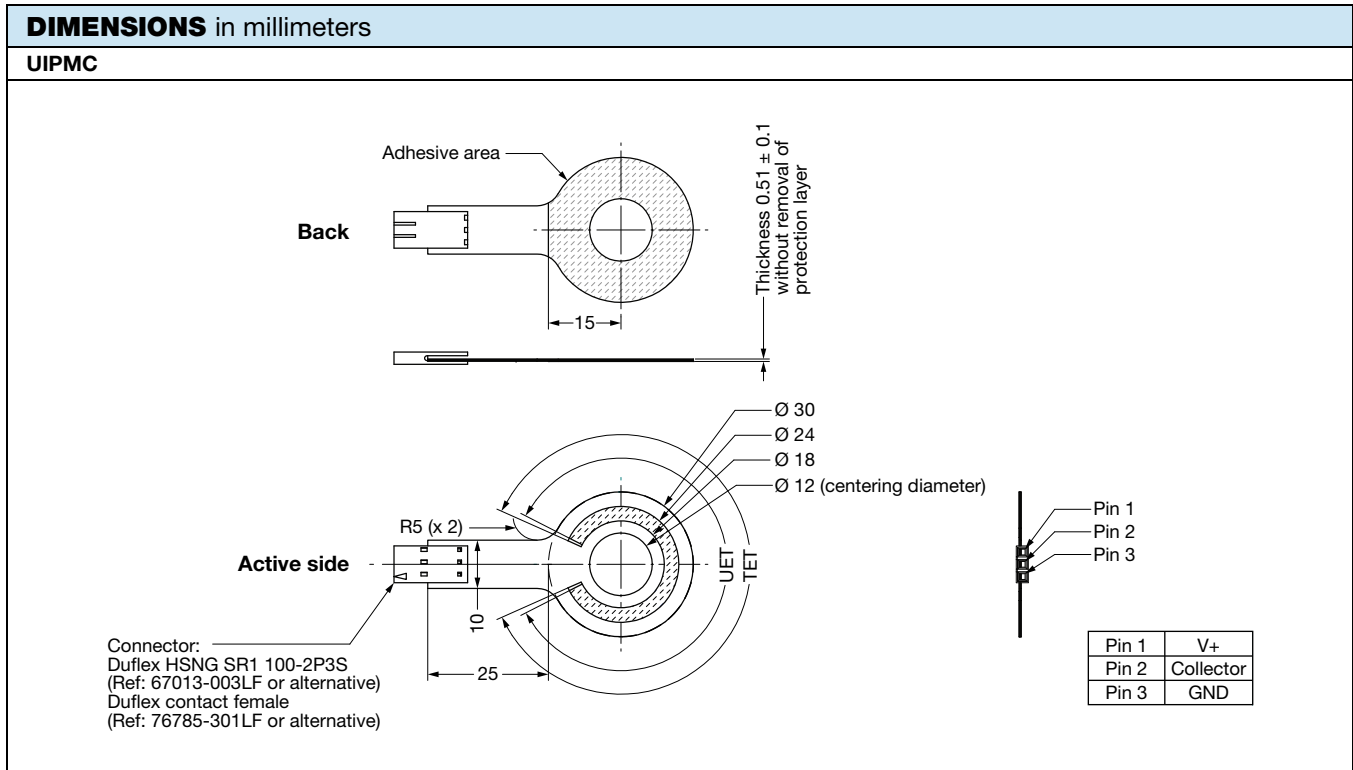 DIMENSIONS in millimeters
UIPMC
Adhesive area
Back
Thickness 0.51 ± 0.1
without removal of
protection layer
15
Ø 30
Ø 24
Ø 18
Ø 12 (centering diameter)
R5 (x 2)
Active side
UET
TET
10
25
Connector:
Duflex HSNG SR1 100-2P3S
(Ref: 67013-003LF or alternative)
Duflex contact female
(Ref: 76785-301LF or alternative)
Pin 1
Pin 2
Pin 3
Pin 1 V+
Pin 2 Collector
Pin 3 GND